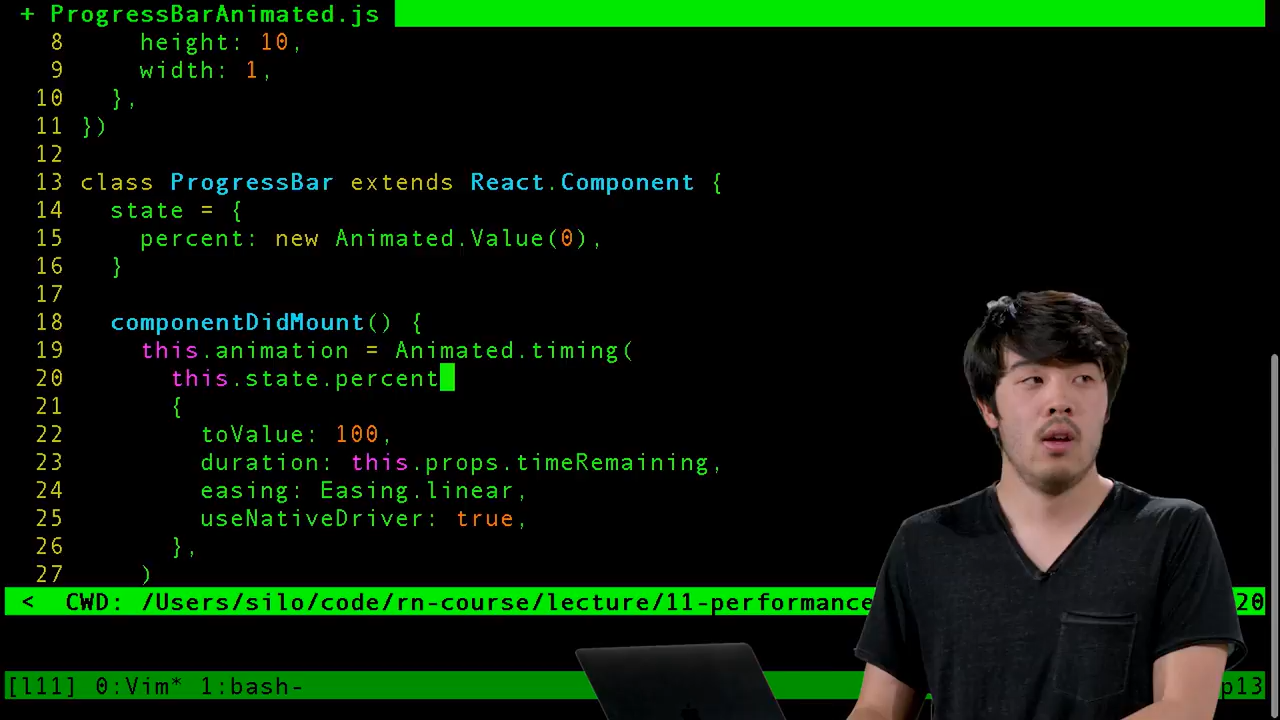 + ProgressBarAnimated.js
8 height: 10,
9 width: 1,
10 },
11 })
12
13 class ProgressBar extends React.Component {
14 state = {
15 percent: new Animated.Value(0),
16 }
17
18 componentDidMount() {
19 this.animation = Animated.timing(
20 this.state.percent
21 {
22 toValue: 100,
23 duration: this.props.timeRemaining,
24 easing: Easing.linear,
25 useNativeDriver: true,
26 },
27 )
< CWD: /Users/silo/code/rn-course/lecture/11-performance 20
[l11] 0:Vim* 1:bash- p13